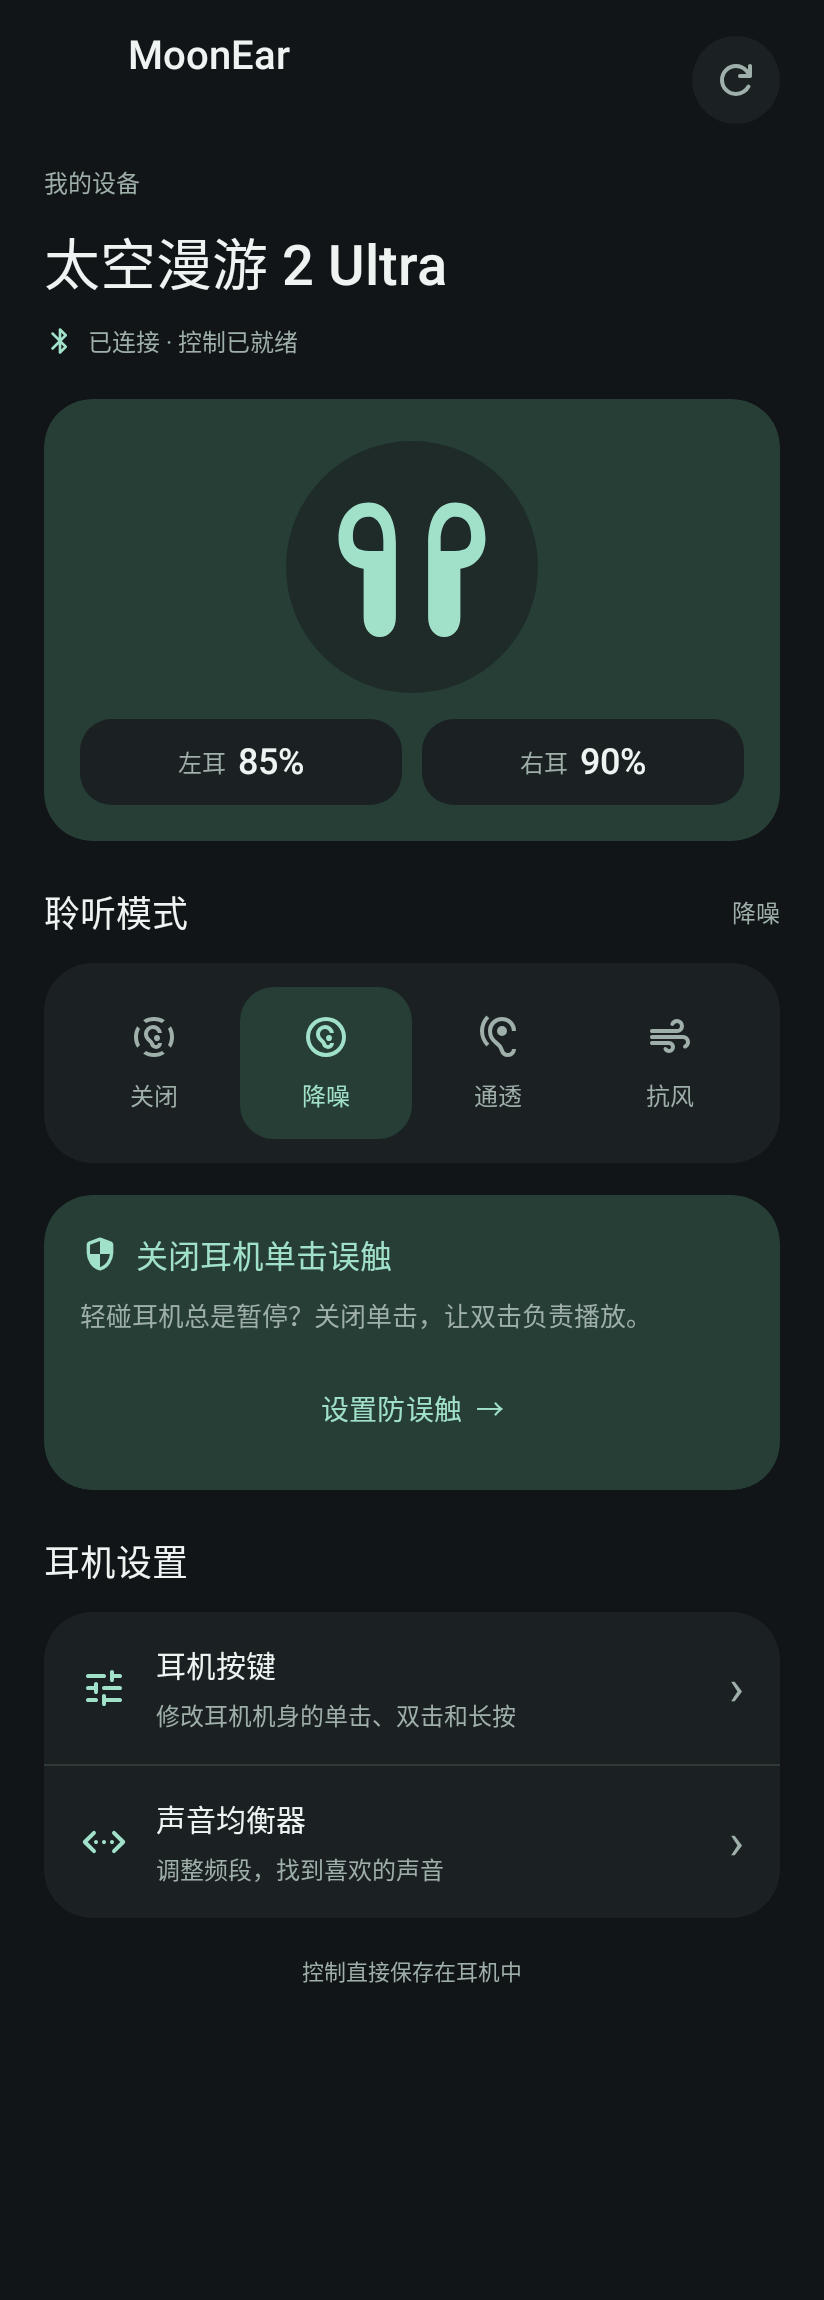 MoonEar
我的设备
太空漫游 2 Ultra
已连接 · 控制已就绪
左耳 85%
右耳 90%
聆听模式
降噪
关闭
降噪
通透
抗风
关闭耳机单击误触
轻碰耳机总是暂停？关闭单击，让双击负责播放。
设置防误触 →
耳机设置
耳机按键
修改耳机机身的单击、双击和长按
声音均衡器
调整频段，找到喜欢的声音
控制直接保存在耳机中